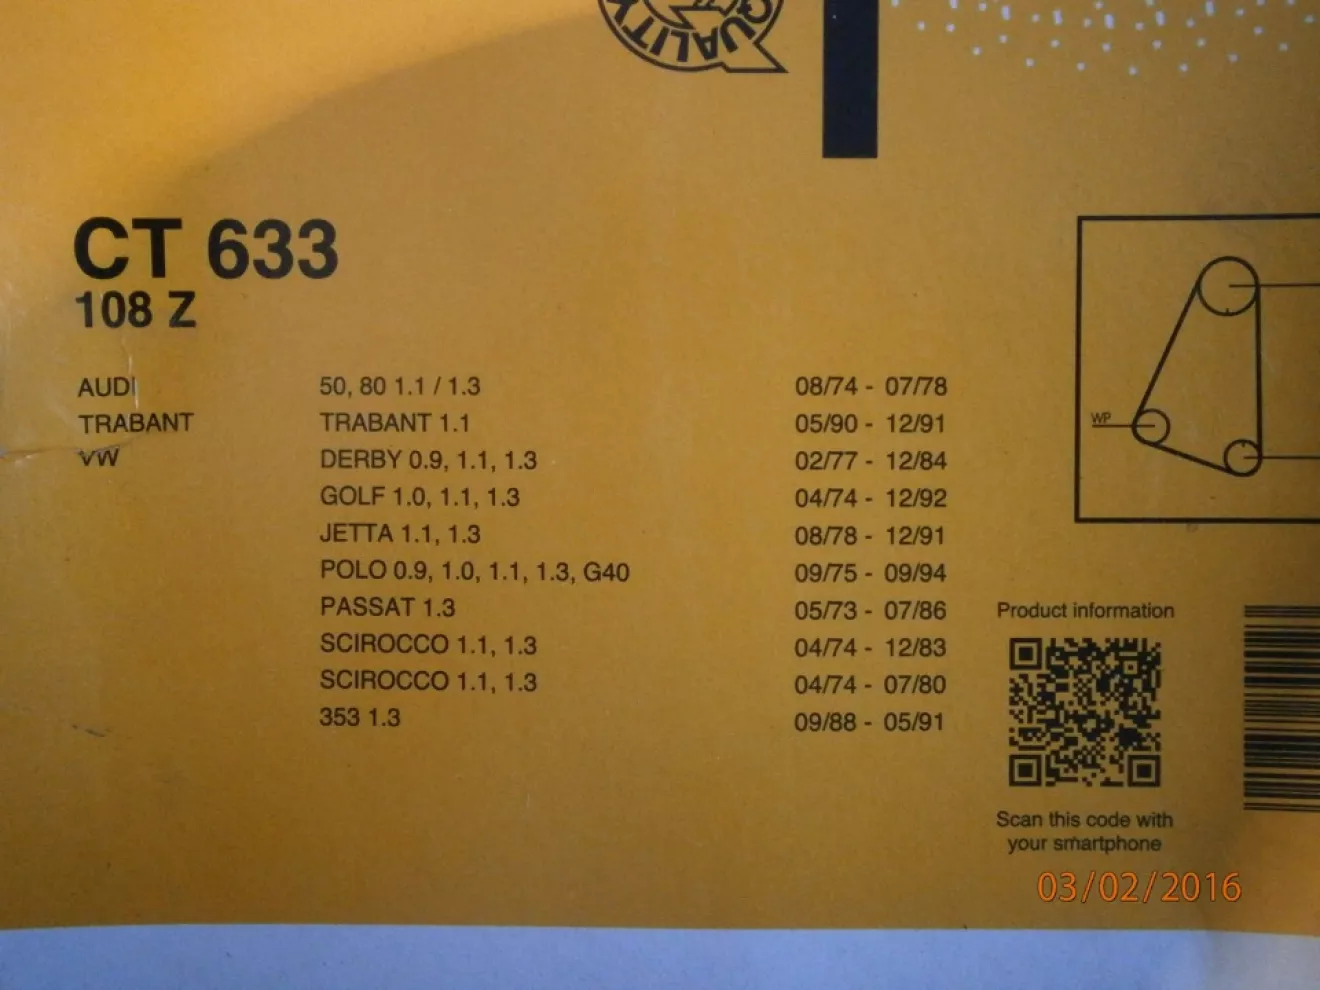 QUALITY
CT 633
108 Z
AUDI 50, 80 1.1 / 1.3 08/74 - 07/78
TRABANT TRABANT 1.1 05/90 - 12/91
VW DERBY 0.9, 1.1, 1.3 02/77 - 12/84
GOLF 1.0, 1.1, 1.3 04/74 - 12/92
JETTA 1.1, 1.3 08/78 - 12/91
POLO 0.9, 1.0, 1.1, 1.3, G40 09/75 - 09/94
PASSAT 1.3 05/73 - 07/86
SCIROCCO 1.1, 1.3 04/74 - 12/83
SCIROCCO 1.1, 1.3 04/74 - 07/80
353 1.3 09/88 - 05/91
WP
Product information
Scan this code with
your smartphone
03/02/2016